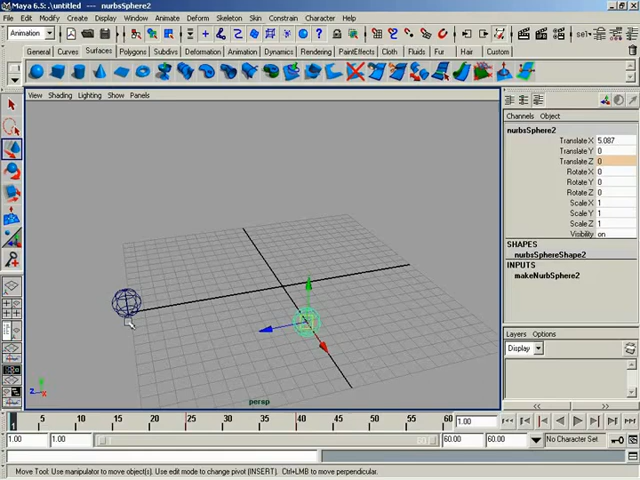 Maya 6.5: .\untitled --- nurbsSphere2
File Edit Modify Create Display Window Animate Deform Skeleton Skin Constrain Character Help
Animation sel
General Curves Surfaces Polygons Subdivs Deformation Animation Dynamics Rendering PaintEffects Cloth Fluids Fur Hair Custom
View Shading Lighting Show Panels
Channels Object
nurbsSphere2
Translate X 5.087
Translate Y 0
Translate Z 0
Rotate X 0
Rotate Y 0
Rotate Z 0
Scale X 1
Scale Y 1
Scale Z 1
Visibility on
SHAPES
nurbsSphereShape2
INPUTS
makeNurbSphere2
Layers Options
Display
persp
y
z x
5 10 15 20 25 30 35 40 45 50 55 60 1.00
1.00 1.00 60.00 60.00 No Character Set
Move Tool: Use manipulator to move object(s). Use edit mode to change pivot (INSERT). Ctrl+LMB to move perpendicular.